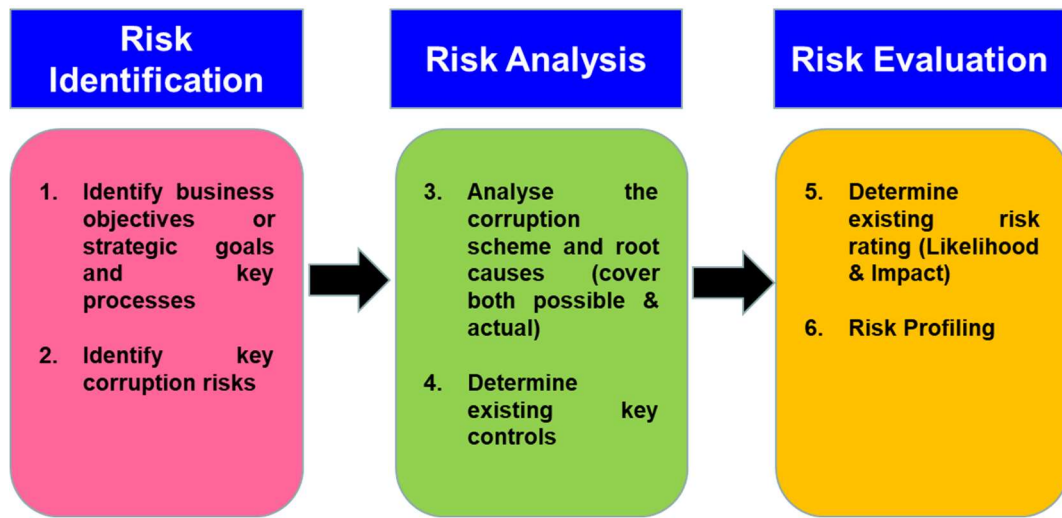 Risk
Identification
1. Identify business
objectives or
strategic goals
and key
processes
2. Identify key
corruption risks
Risk Analysis
3. Analyse the
corruption
scheme and root
causes (cover
both possible &
actual)
4. Determine
existing key
controls
Risk Evaluation
5. Determine
existing risk
rating (Likelihood
& Impact)
6. Risk Profiling